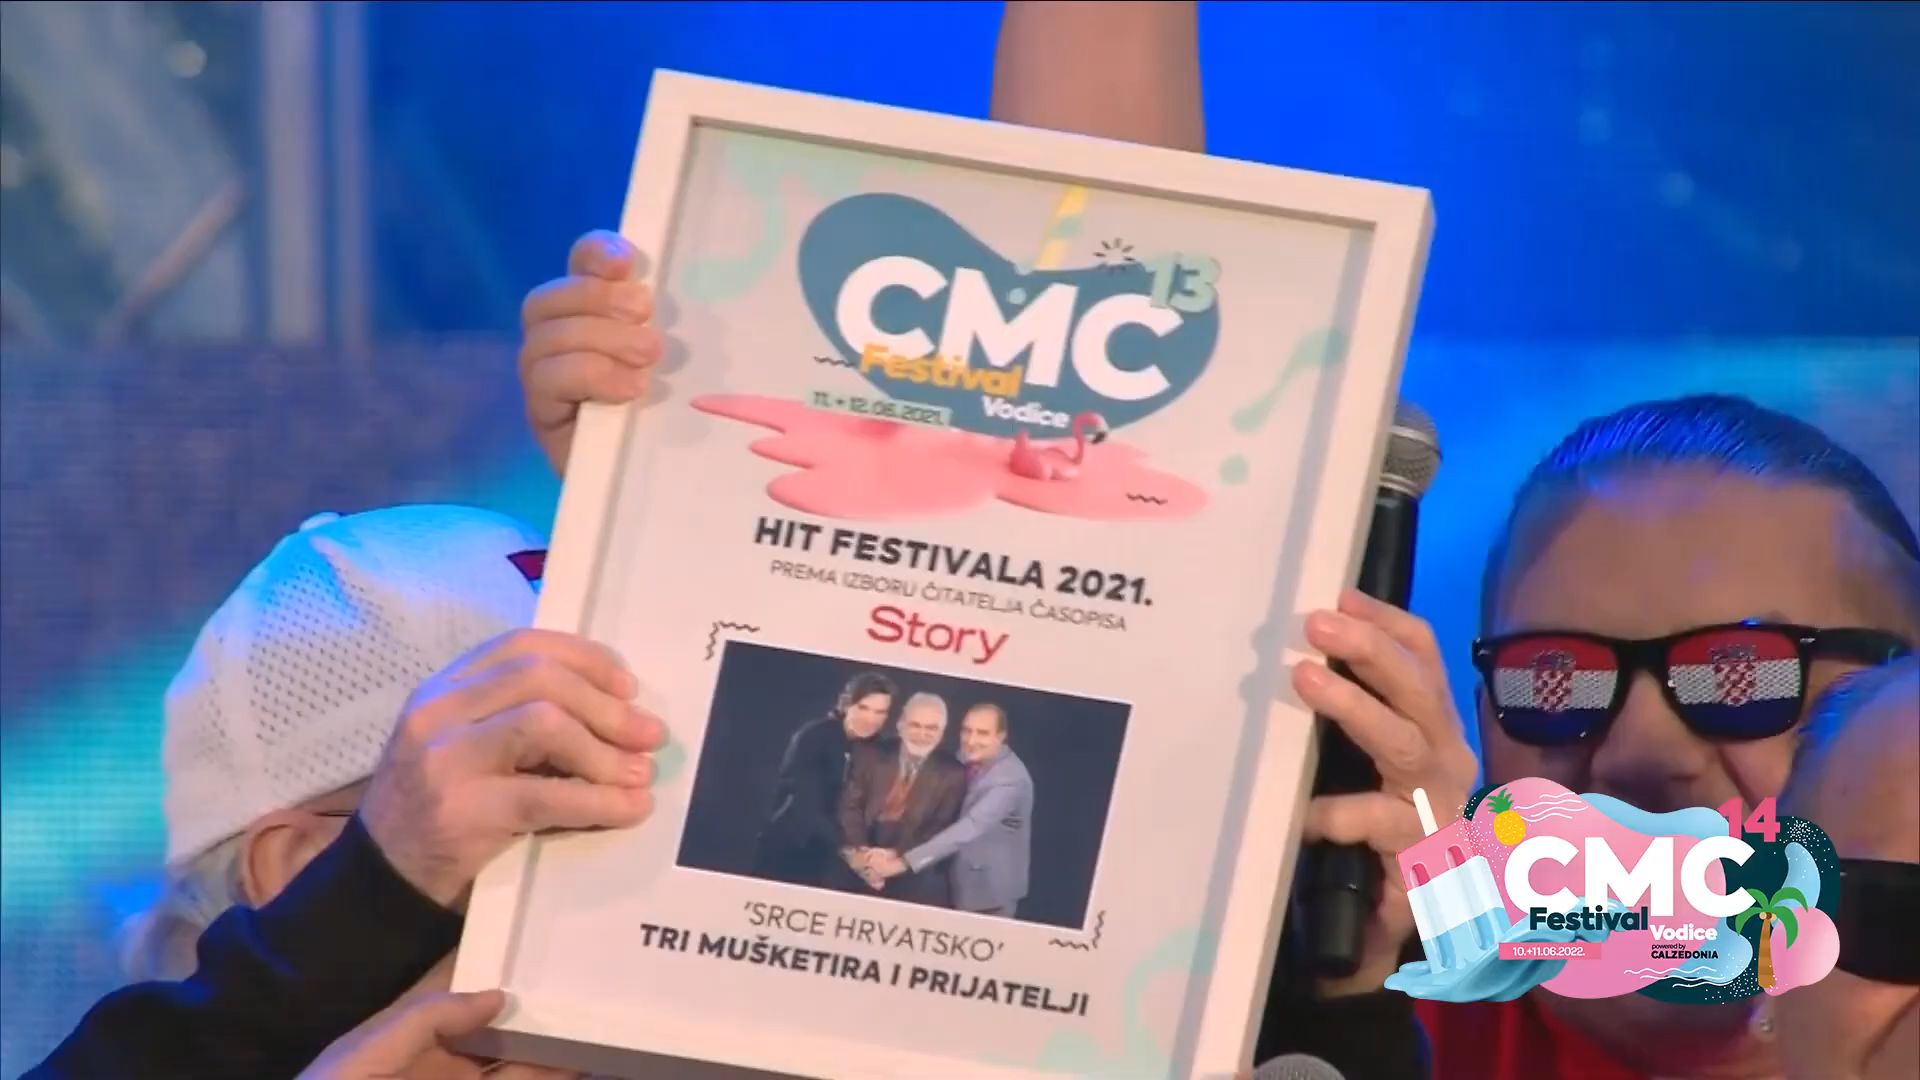 CMC
13
Festival
Vodice
11. + 12.06.2021.
HIT FESTIVALA 2021.
PREMA IZBORU ČITATELJA ČASOPISA
Story
'SRCE HRVATSKO'
TRI MUŠKETIRA I PRIJATELJI
14
CMC
Festival
Vodice
10.+11.06.2022.
powered by
CALZEDONIA